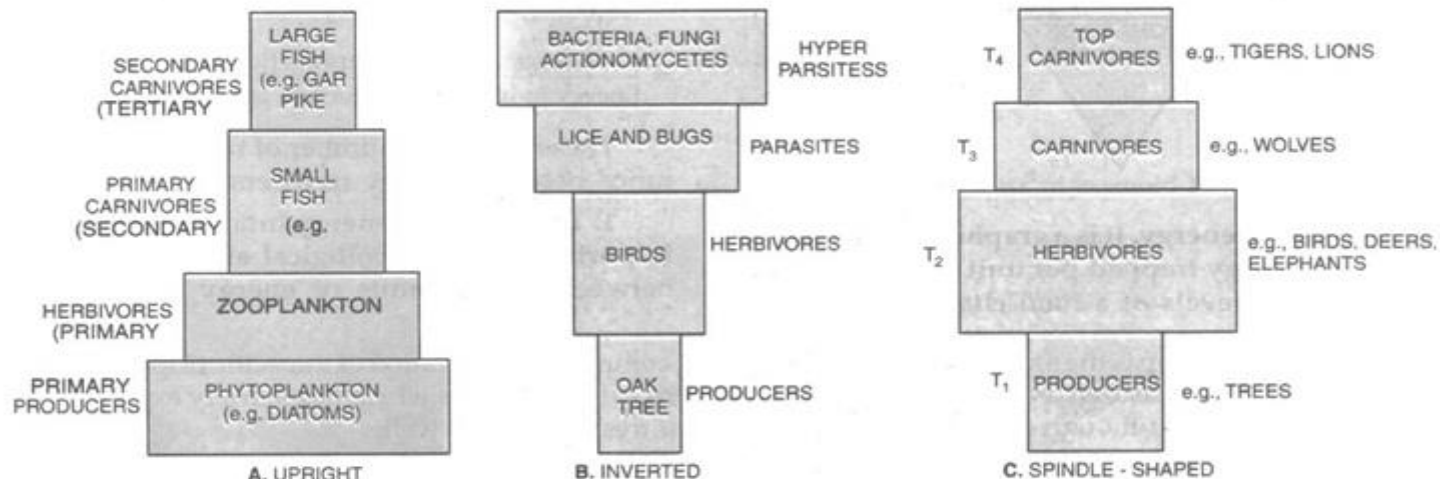 LARGE
FISH
(e.g. GAR
PIKE
SECONDARY
CARNIVORES
(TERTIARY
SMALL
FISH
(e.g.
PRIMARY
CARNIVORES
(SECONDARY
ZOOPLANKTON
HERBIVORES
(PRIMARY
PHYTOPLANKTON
(e.g. DIATOMS)
PRIMARY
PRODUCERS
A. UPRIGHT
BACTERIA, FUNGI
ACTIONOMYCETES
HYPER
PARSITESS
LICE AND BUGS
PARASITES
BIRDS
HERBIVORES
OAK
TREE
PRODUCERS
B. INVERTED
T4
TOP
CARNIVORES
e.g., TIGERS, LIONS
T3
CARNIVORES
e.g., WOLVES
T2
HERBIVORES
e.g., BIRDS, DEERS,
ELEPHANTS
T1
PRODUCERS
e.g., TREES
C. SPINDLE - SHAPED